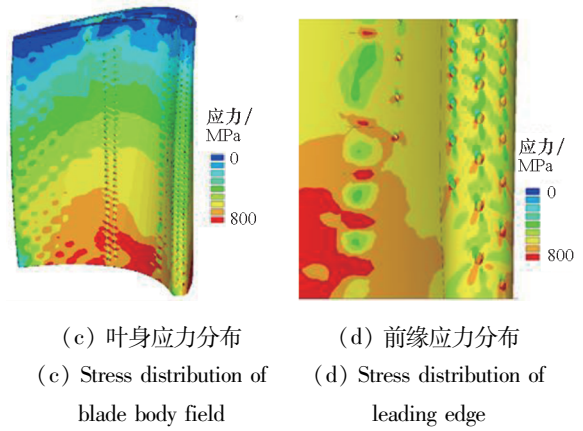 应力/
MPa
0
800
应力/
MPa
0
800
(c) 叶身应力分布
(c) Stress distribution of
blade body field
(d) 前缘应力分布
(d) Stress distribution of
leading edge